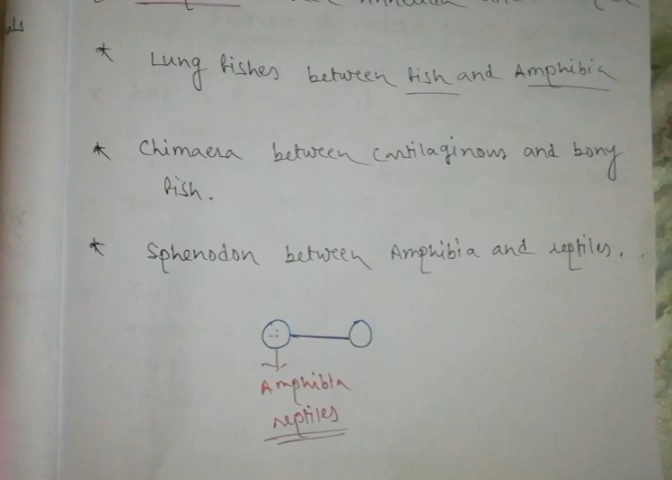 * Lung fishes between fish and Amphibia
* Chimaera between Cartilaginous and bony
fish.
* Sphenodon between Amphibia and reptiles.
Amphibia
reptiles